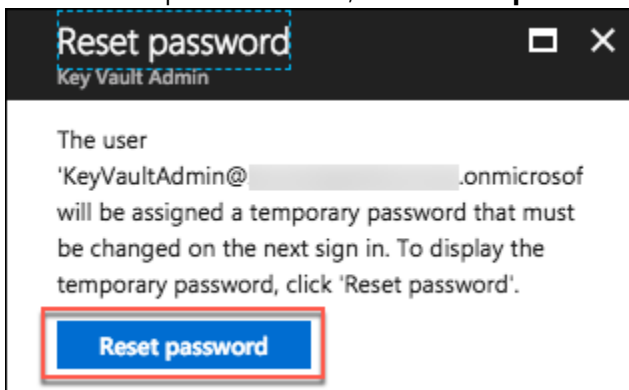 Reset password
Key Vault Admin
The user
'KeyVaultAdmin@ .onmicrosof
will be assigned a temporary password that must
be changed on the next sign in. To display the
temporary password, click 'Reset password'.
Reset password